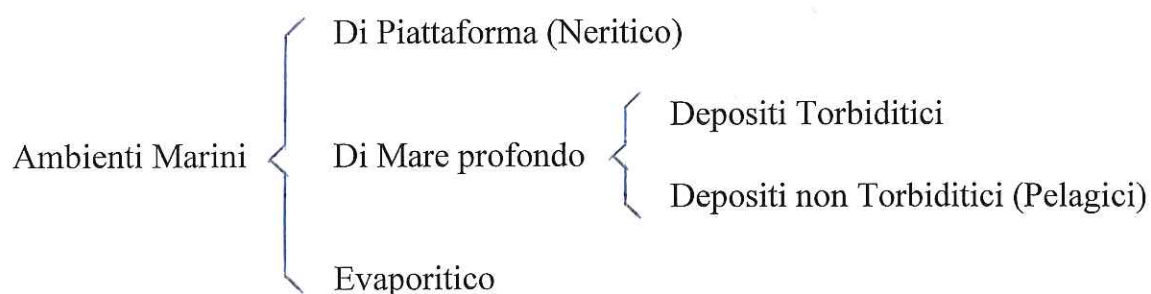 Di Piattaforma (Neritico)
Depositi Torbiditici
Ambienti Marini
Di Mare profondo
Depositi non Torbiditici (Pelagici)
Evaporitico